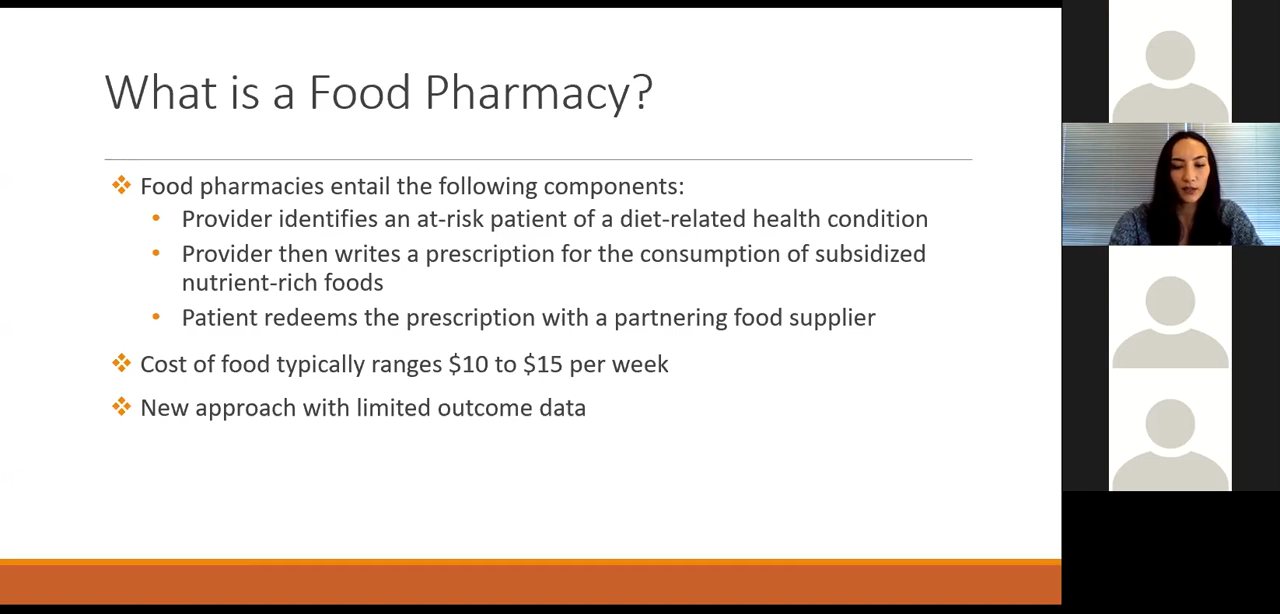 What is a Food Pharmacy?
Food pharmacies entail the following components:
Provider identifies an at-risk patient of a diet-related health condition
Provider then writes a prescription for the consumption of subsidized
nutrient-rich foods
Patient redeems the prescription with a partnering food supplier
Cost of food typically ranges $10 to $15 per week
New approach with limited outcome data